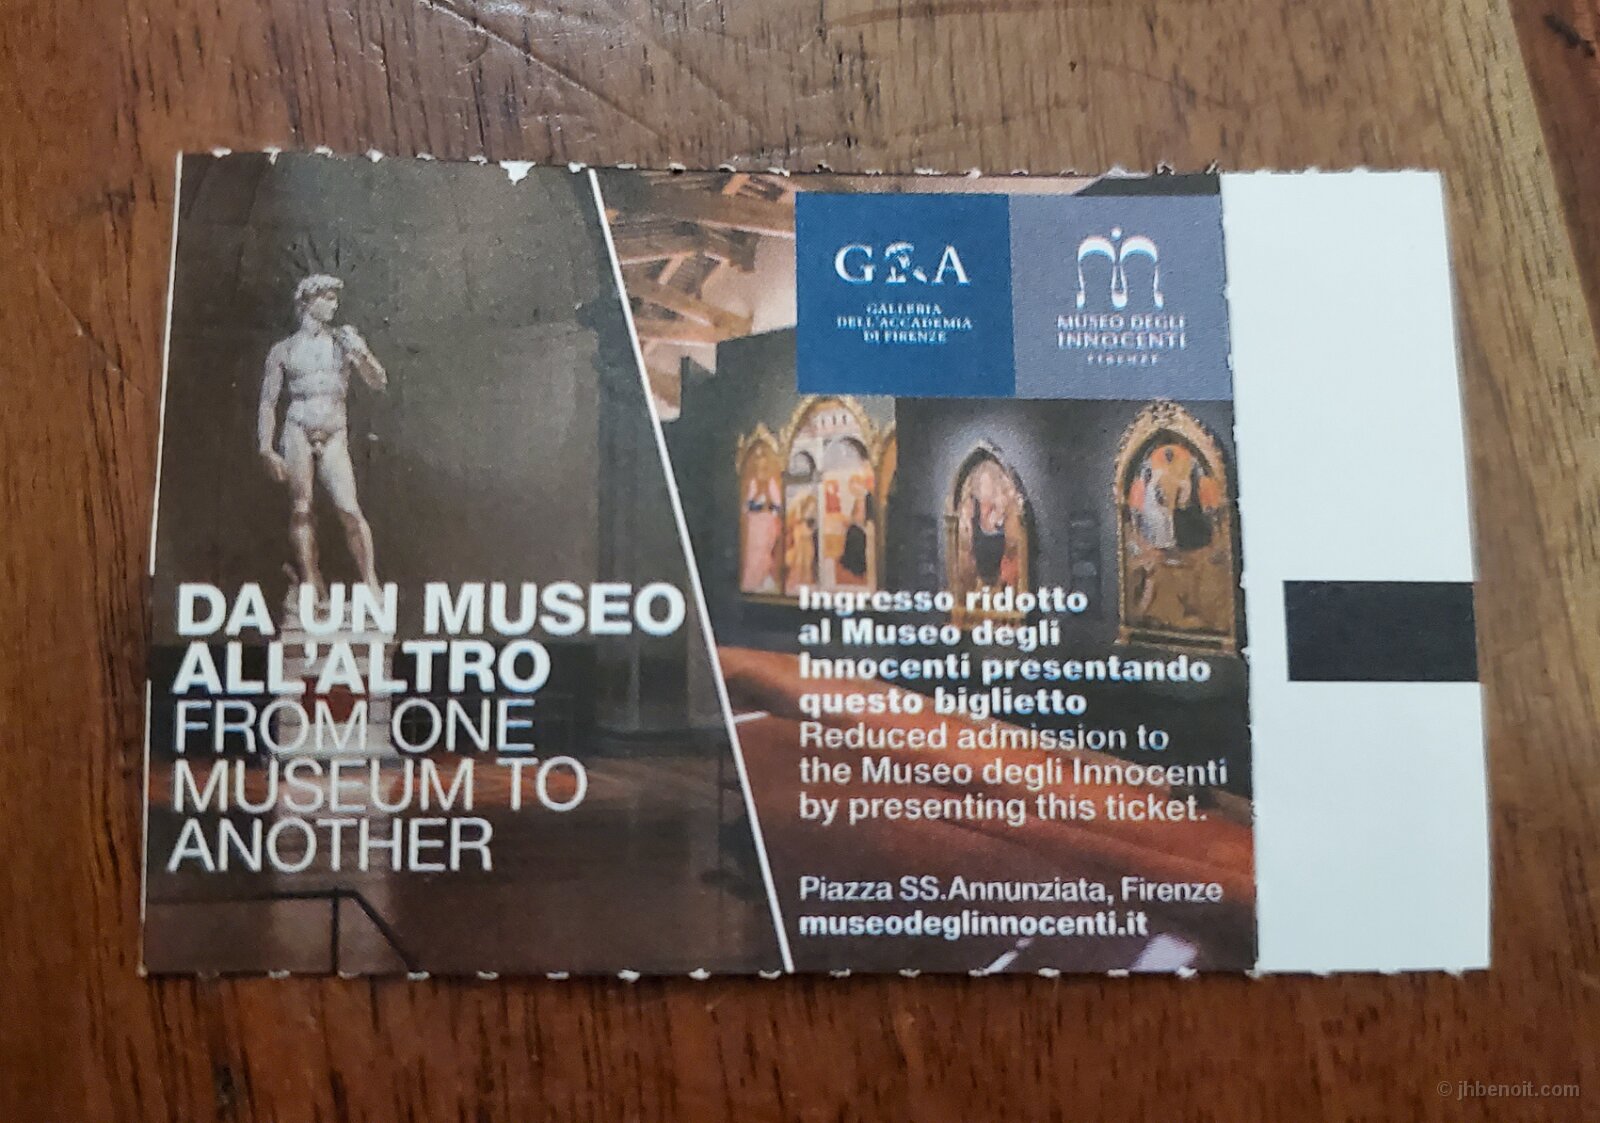 DA UN MUSEO
ALL'ALTRO
FROM ONE
MUSEUM TO
ANOTHER
G A
GALLERIA
DELL'ACCADEMIA
DI FIRENZE
MUSEO DEGLI
INNOCENTI
FIRENZE
Ingresso ridotto
al Museo degli
Innocenti presentando
questo biglietto
Reduced admission to
the Museo degli Innocenti
by presenting this ticket.
Piazza SS.Annunziata, Firenze
museodeglinnocenti.it
© jhbenoit.com